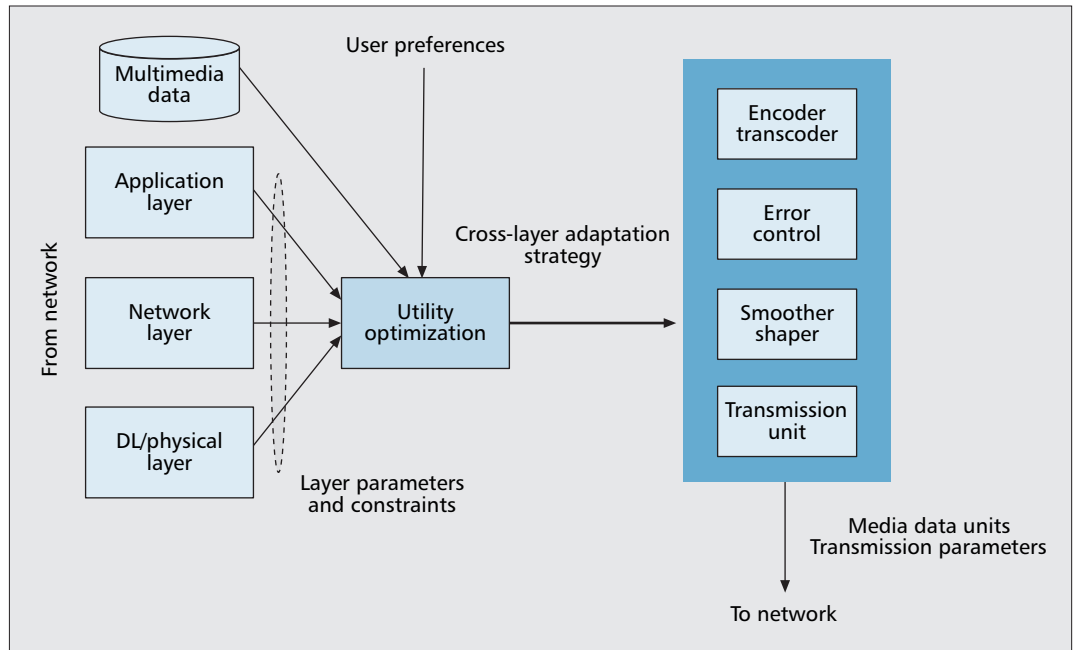 Multimedia
data
User preferences
Application
layer
From network
Network
layer
DL/physical
layer
Layer parameters
and constraints
Utility
optimization
Cross-layer adaptation
strategy
Encoder
transcoder
Error
control
Smoother
shaper
Transmission
unit
Media data units
Transmission parameters
To network